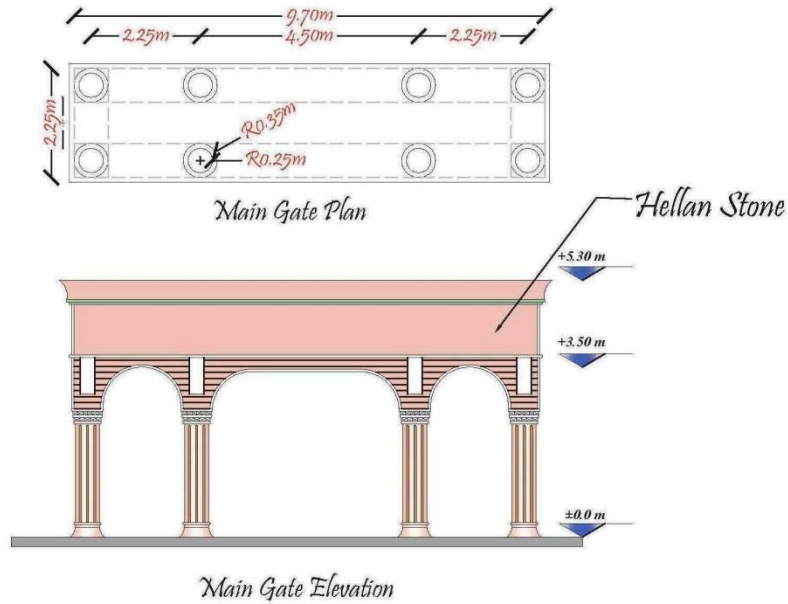 9.70m
2.25m
4.50m
2.25m
2.25m
R0.35m
R0.25m
Main Gate Plan
Hellan Stone
+5.30 m
+3.50 m
±0.0 m
Main Gate Elevation